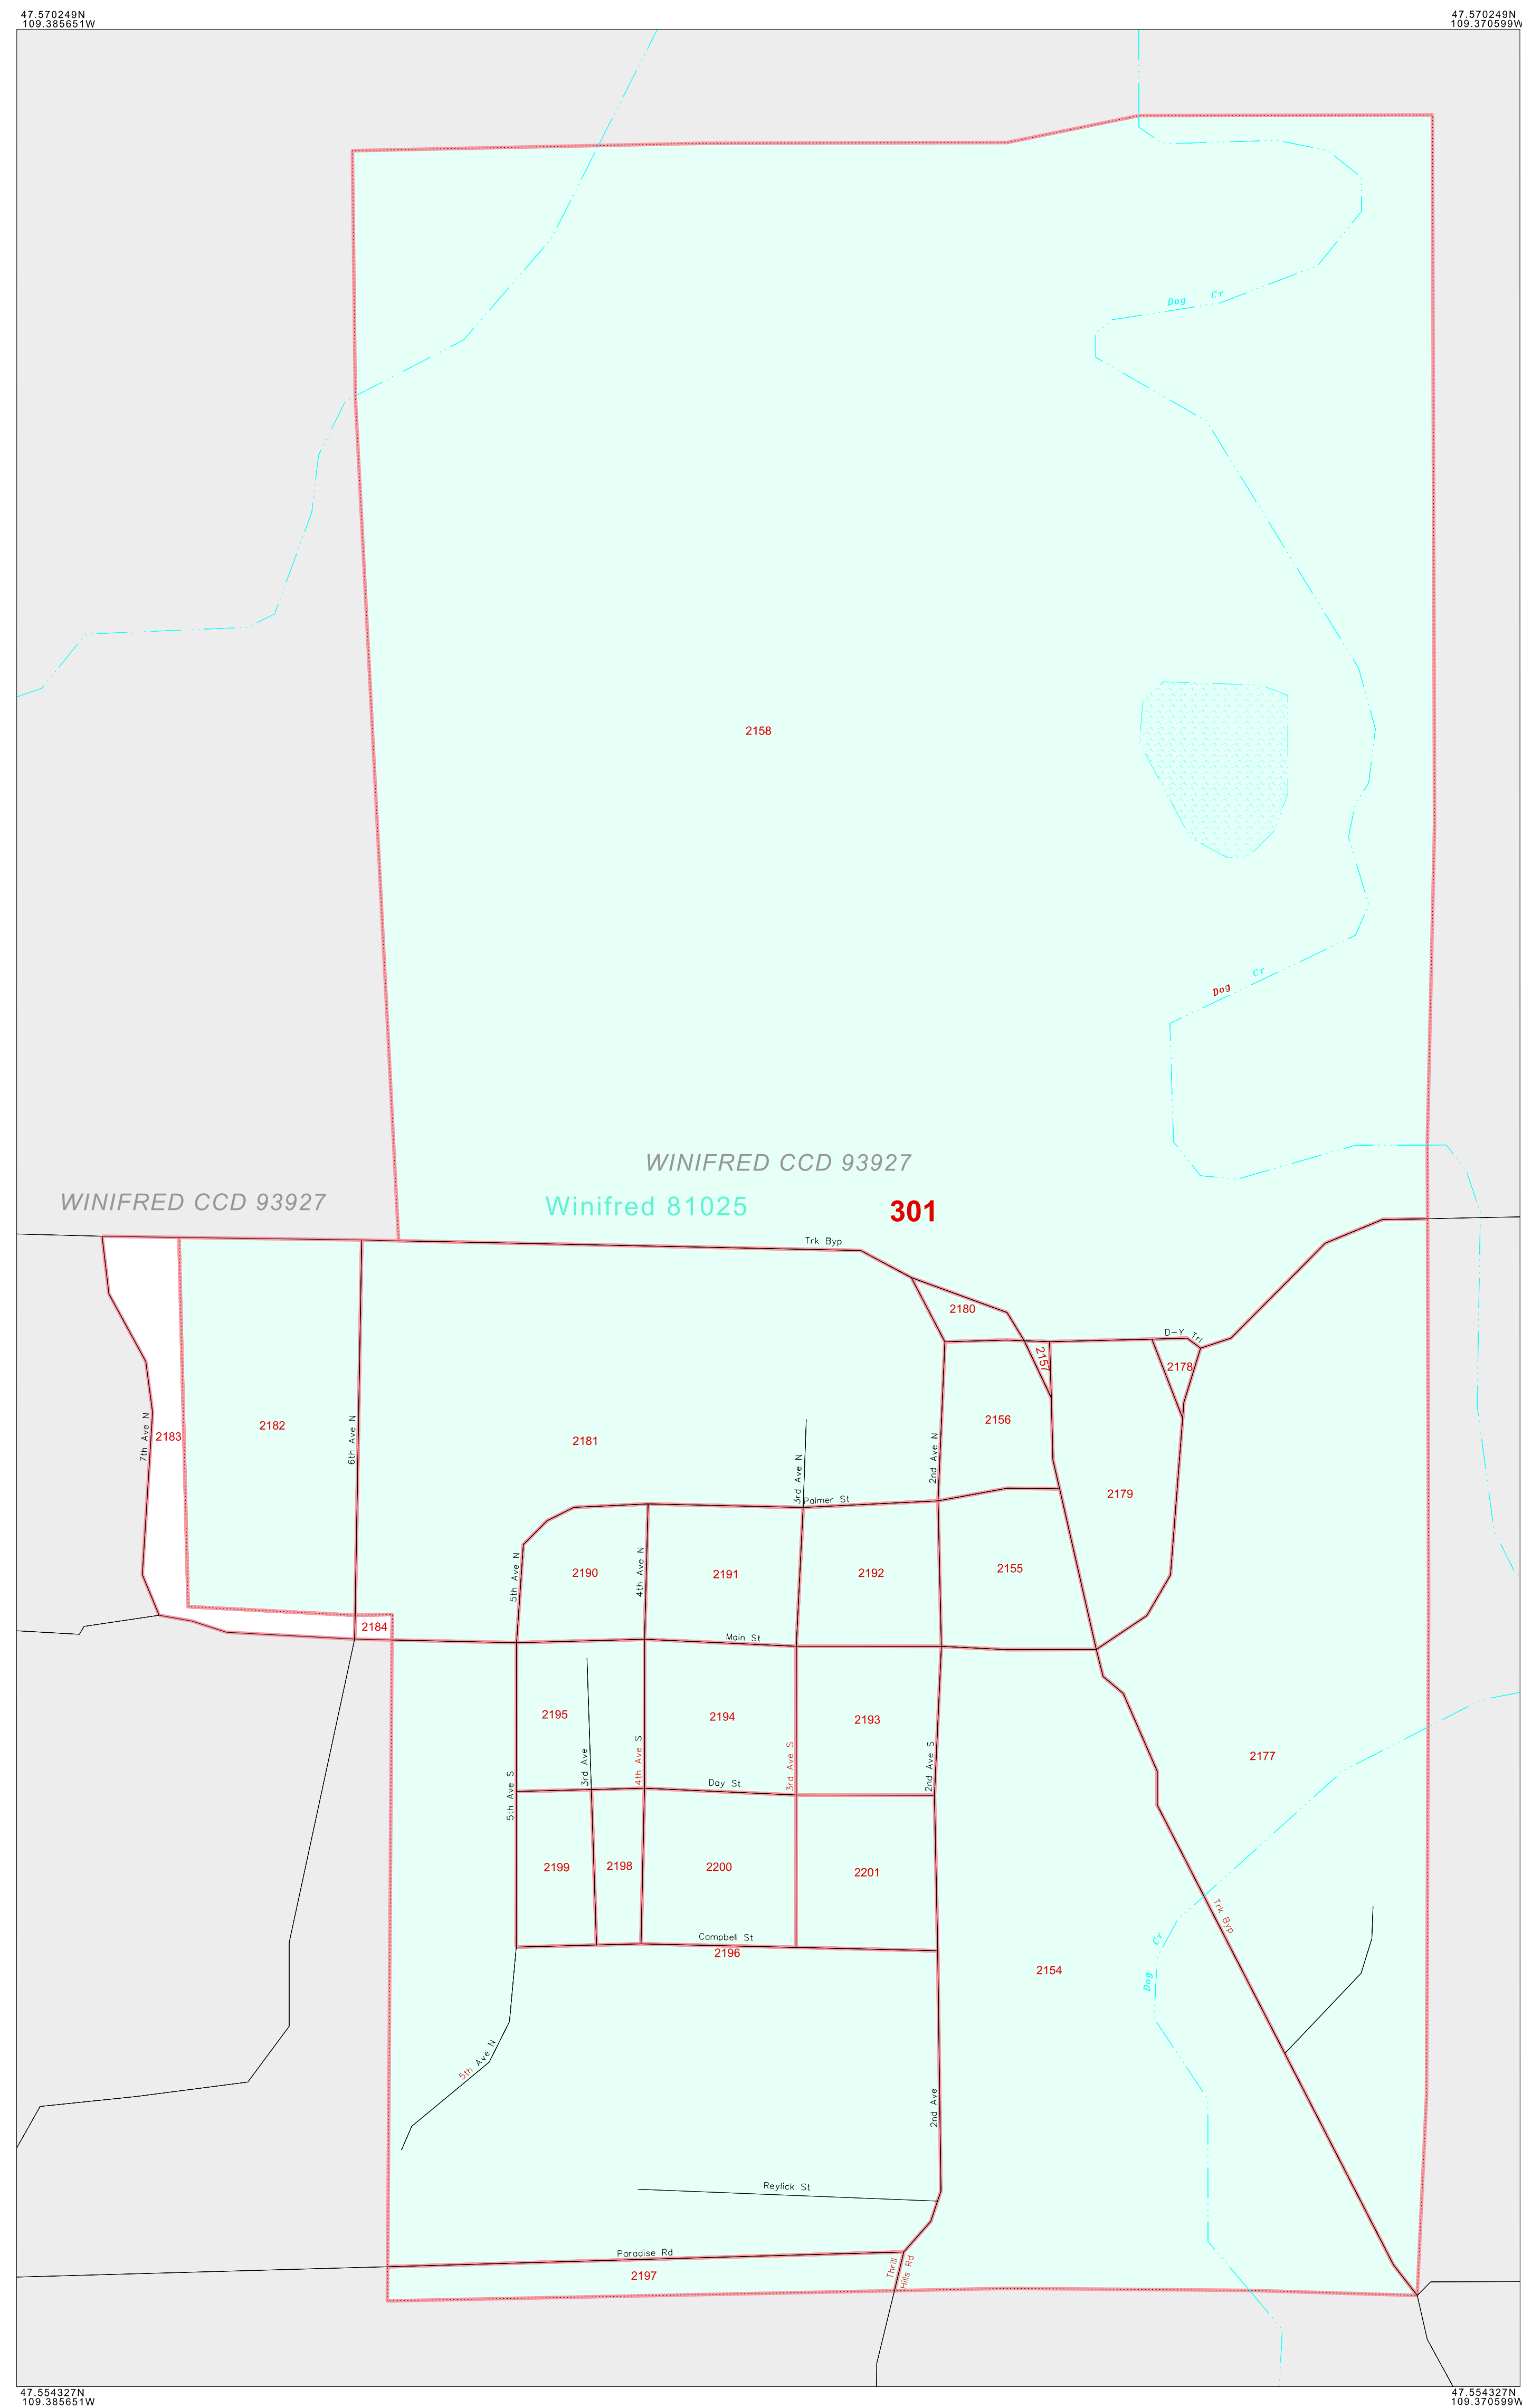 47.570249N
109.385651W
47.570249N
109.370599W
Dog Cr
2158
Dog Cr
WINIFRED CCD 93927
WINIFRED CCD 93927
Winifred 81025
301
Trk Byp
2180
D-Y Trl
2157
2178
7th Ave N
2183
2182
6th Ave N
2181
3rd Ave N
2nd Ave N
2156
Palmer St
2179
5th Ave N
2190
4th Ave N
2191
2192
2155
2184
Main St
2195
3rd Ave
4th Ave S
2194
3rd Ave S
2193
2nd Ave S
2177
5th Ave S
Day St
2199
2198
2200
2201
Trk Byp
Campbell St
2196
2154
Dog Cr
5th Ave N
2nd Ave
Reylick St
Paradise Rd
Thrill
Hills Rd
2197
47.554327N
109.385651W
47.554327N
109.370599W